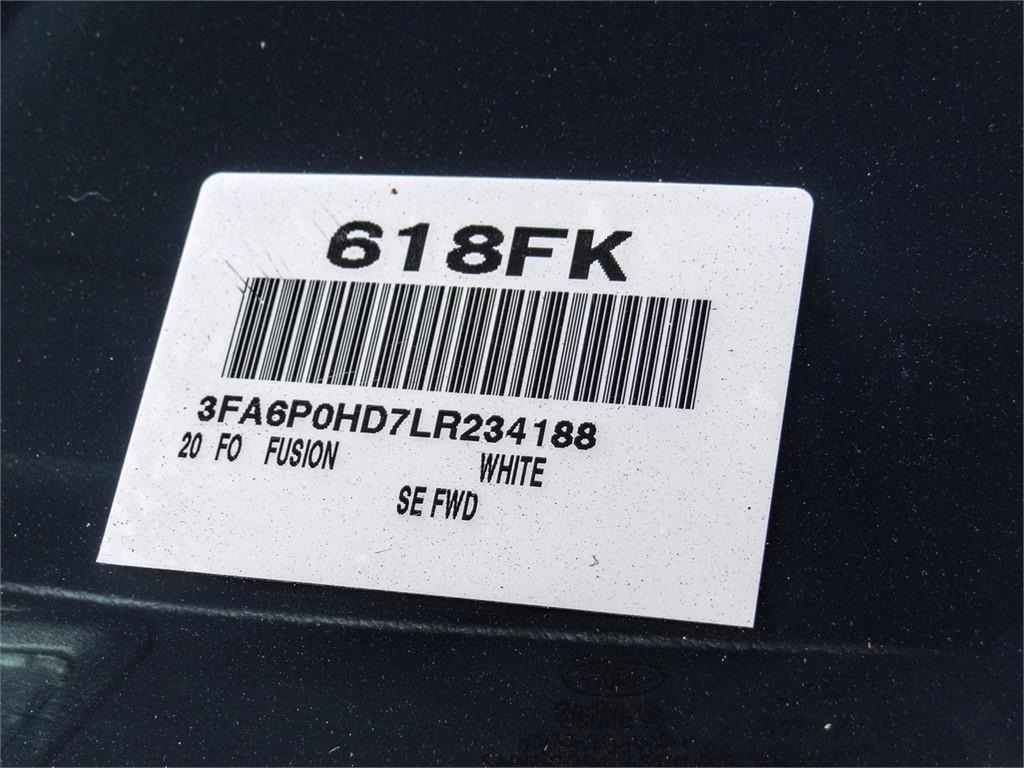 618FK
3FA6P0HD7LR234188
20 FO FUSION WHITE
SE FWD